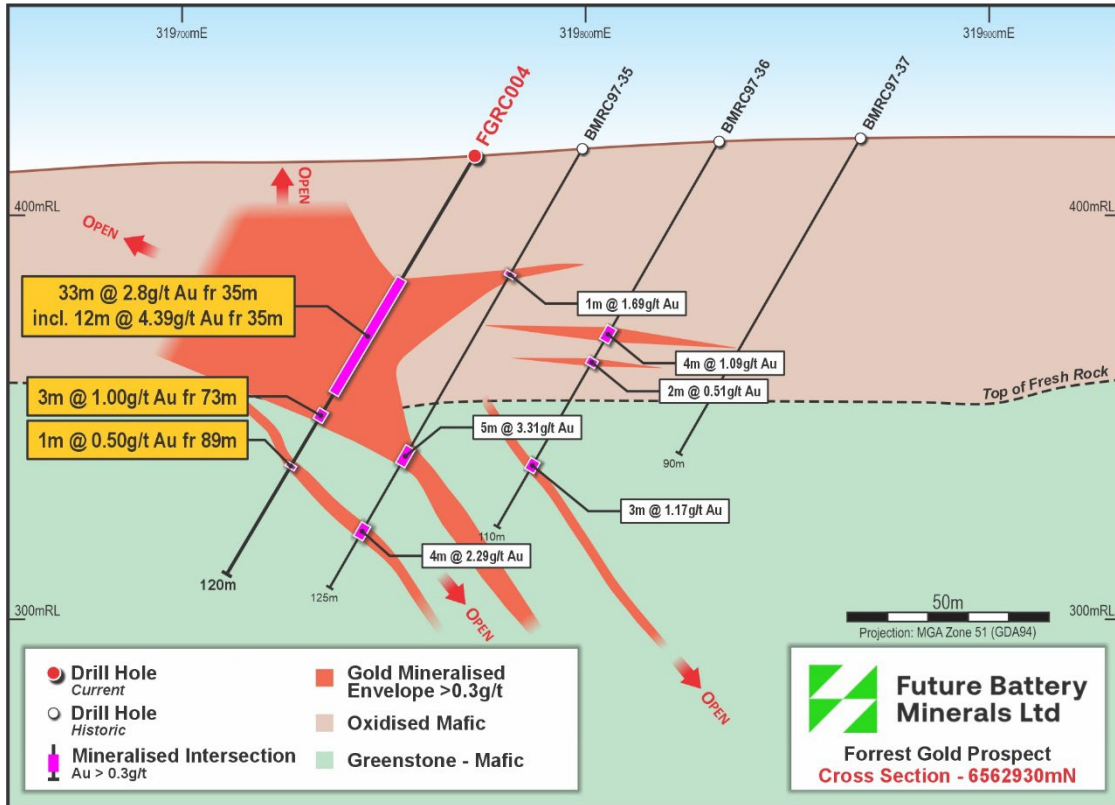 319700mE
319800mE
319900mE
FGRC004
BMRC97-35
BMRC97-36
BMRC97-37
400mRL
400mRL
OPEN
OPEN
33m @ 2.8g/t Au fr 35m
incl. 12m @ 4.39g/t Au fr 35m
1m @ 1.69g/t Au
4m @ 1.09g/t Au
2m @ 0.51g/t Au
Top of Fresh Rock
3m @ 1.00g/t Au fr 73m
1m @ 0.50g/t Au fr 89m
5m @ 3.31g/t Au
90m
3m @ 1.17g/t Au
110m
4m @ 2.29g/t Au
120m
125m
OPEN
OPEN
300mRL
50m
300mRL
Projection: MGA Zone 51 (GDA94)
Drill Hole
Current
Drill Hole
Historic
Mineralised Intersection
Au > 0.3g/t
Gold Mineralised
Envelope >0.3g/t
Oxidised Mafic
Greenstone - Mafic
Future Battery
Minerals Ltd
Forrest Gold Prospect
Cross Section - 6562930mN